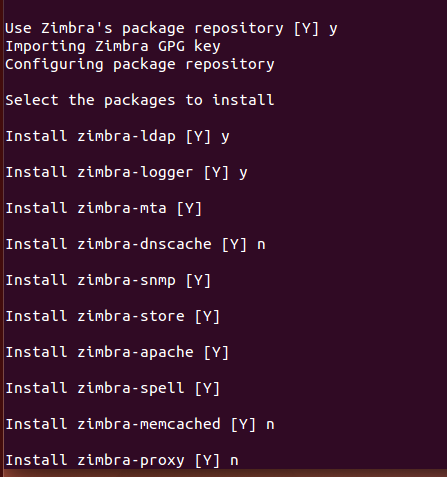 Use Zimbra's package repository [Y] y
Importing Zimbra GPG key
Configuring package repository
Select the packages to install
Install zimbra-ldap [Y] y
Install zimbra-logger [Y] y
Install zimbra-mta [Y]
Install zimbra-dnscache [Y] n
Install zimbra-snmp [Y]
Install zimbra-store [Y]
Install zimbra-apache [Y]
Install zimbra-spell [Y]
Install zimbra-memcached [Y] n
Install zimbra-proxy [Y] n